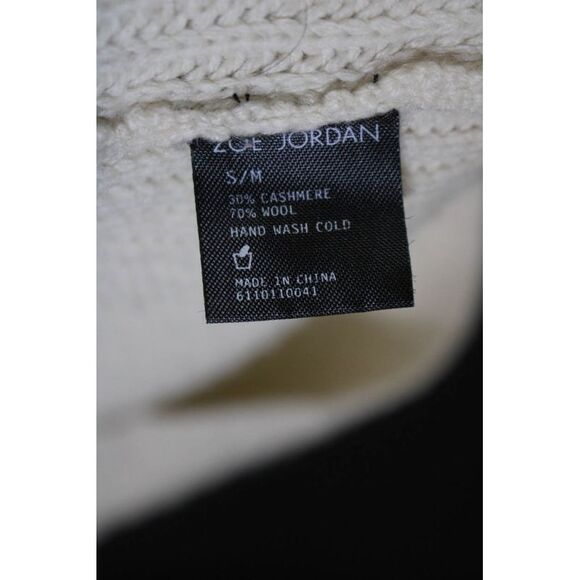 ZOE JORDAN
S/M
30% CASHMERE
70% WOOL
HAND WASH COLD
MADE IN CHINA
6110110041